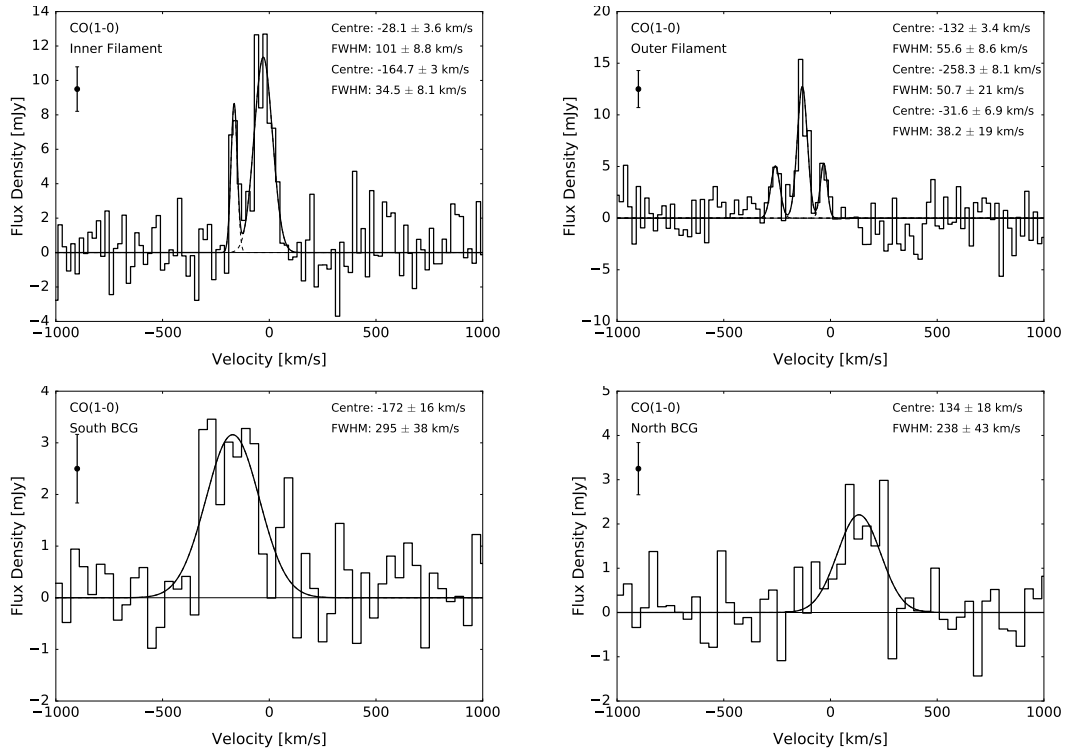 CO(1-0)
Inner Filament
Centre: -28.1 ± 3.6 km/s
FWHM: 101 ± 8.8 km/s
Centre: -164.7 ± 3 km/s
FWHM: 34.5 ± 8.1 km/s
14
12
10
8
6
4
2
0
−2
−4
Flux Density [mJy]
−1000 −500 0 500 1000
Velocity [km/s]
CO(1-0)
Outer Filament
Centre: -132 ± 3.4 km/s
FWHM: 55.6 ± 8.6 km/s
Centre: -258.3 ± 8.1 km/s
FWHM: 50.7 ± 21 km/s
Centre: -31.6 ± 6.9 km/s
FWHM: 38.2 ± 19 km/s
20
15
10
5
0
−5
−10
Flux Density [mJy]
−1000 −500 0 500 1000
Velocity [km/s]
CO(1-0)
South BCG
Centre: -172 ± 16 km/s
FWHM: 295 ± 38 km/s
4
3
2
1
0
−1
−2
Flux Density [mJy]
−1000 −500 0 500 1000
Velocity [km/s]
CO(1-0)
North BCG
Centre: 134 ± 18 km/s
FWHM: 238 ± 43 km/s
5
4
3
2
1
0
−1
−2
Flux Density [mJy]
−1000 −500 0 500 1000
Velocity [km/s]